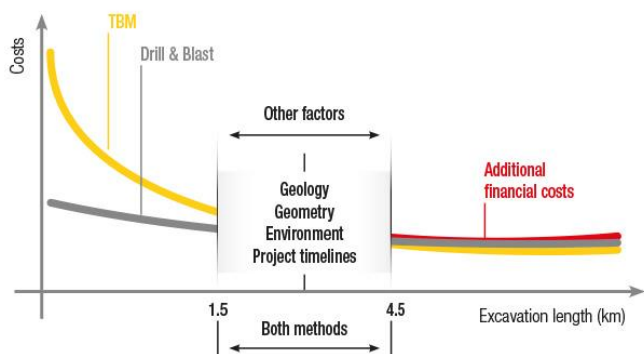 TBM
Costs
Drill & Blast
Other factors
Geology
Geometry
Environment
Project timelines
Additional
financial costs
1.5
4.5
Excavation length (km)
Both methods